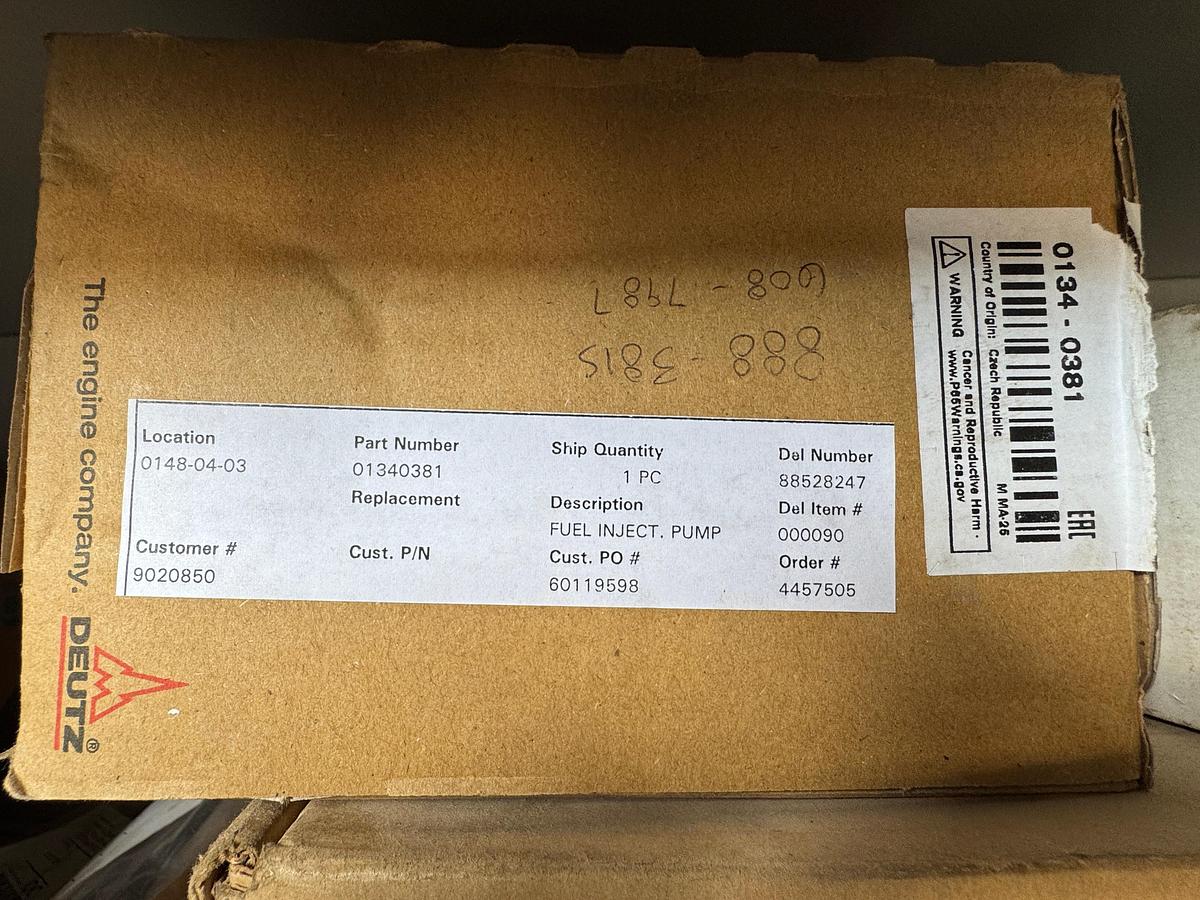 The engine company. DEUTZ®
888 - 3815
608 - 7987
Location
0148-04-03
Customer #
9020850
Part Number
01340381
Replacement
Cust. P/N
Ship Quantity
1 PC
Description
FUEL INJECT. PUMP
Cust. PO #
60119598
Del Number
88528247
Del Item #
000090
Order #
4457505
0134 - 0381
EAC
Country of Origin: Czech Republic M MA-26
WARNING Cancer and Reproductive Harm -
www.P65Warnings.ca.gov